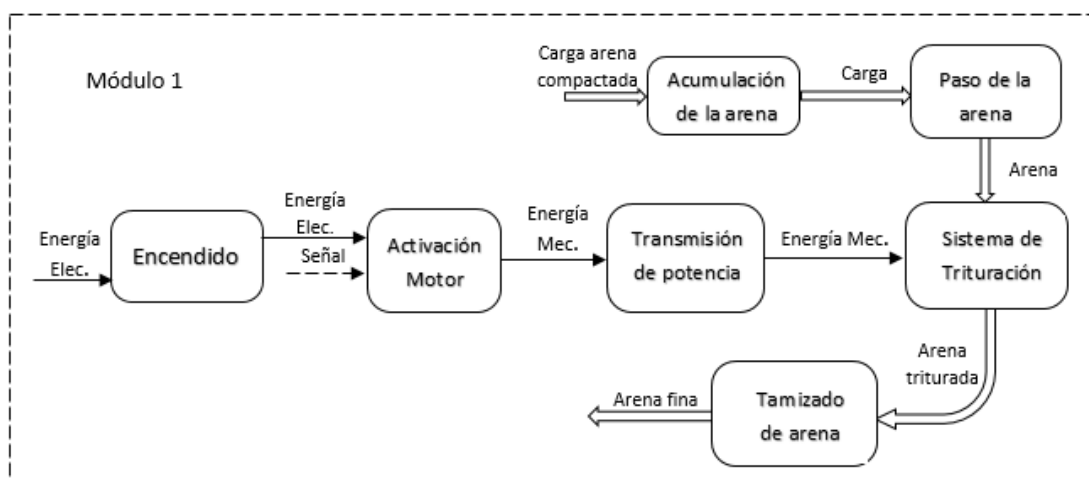 Módulo 1
Carga arena
compactada
Acumulación
de la arena
Carga
Paso de la
arena
Arena
Energía
Elec.
Encendido
Energía
Elec.
Señal
Activación
Motor
Energía
Mec.
Transmisión
de potencia
Energía Mec.
Sistema de
Trituración
Arena
triturada
Tamizado
de arena
Arena fina